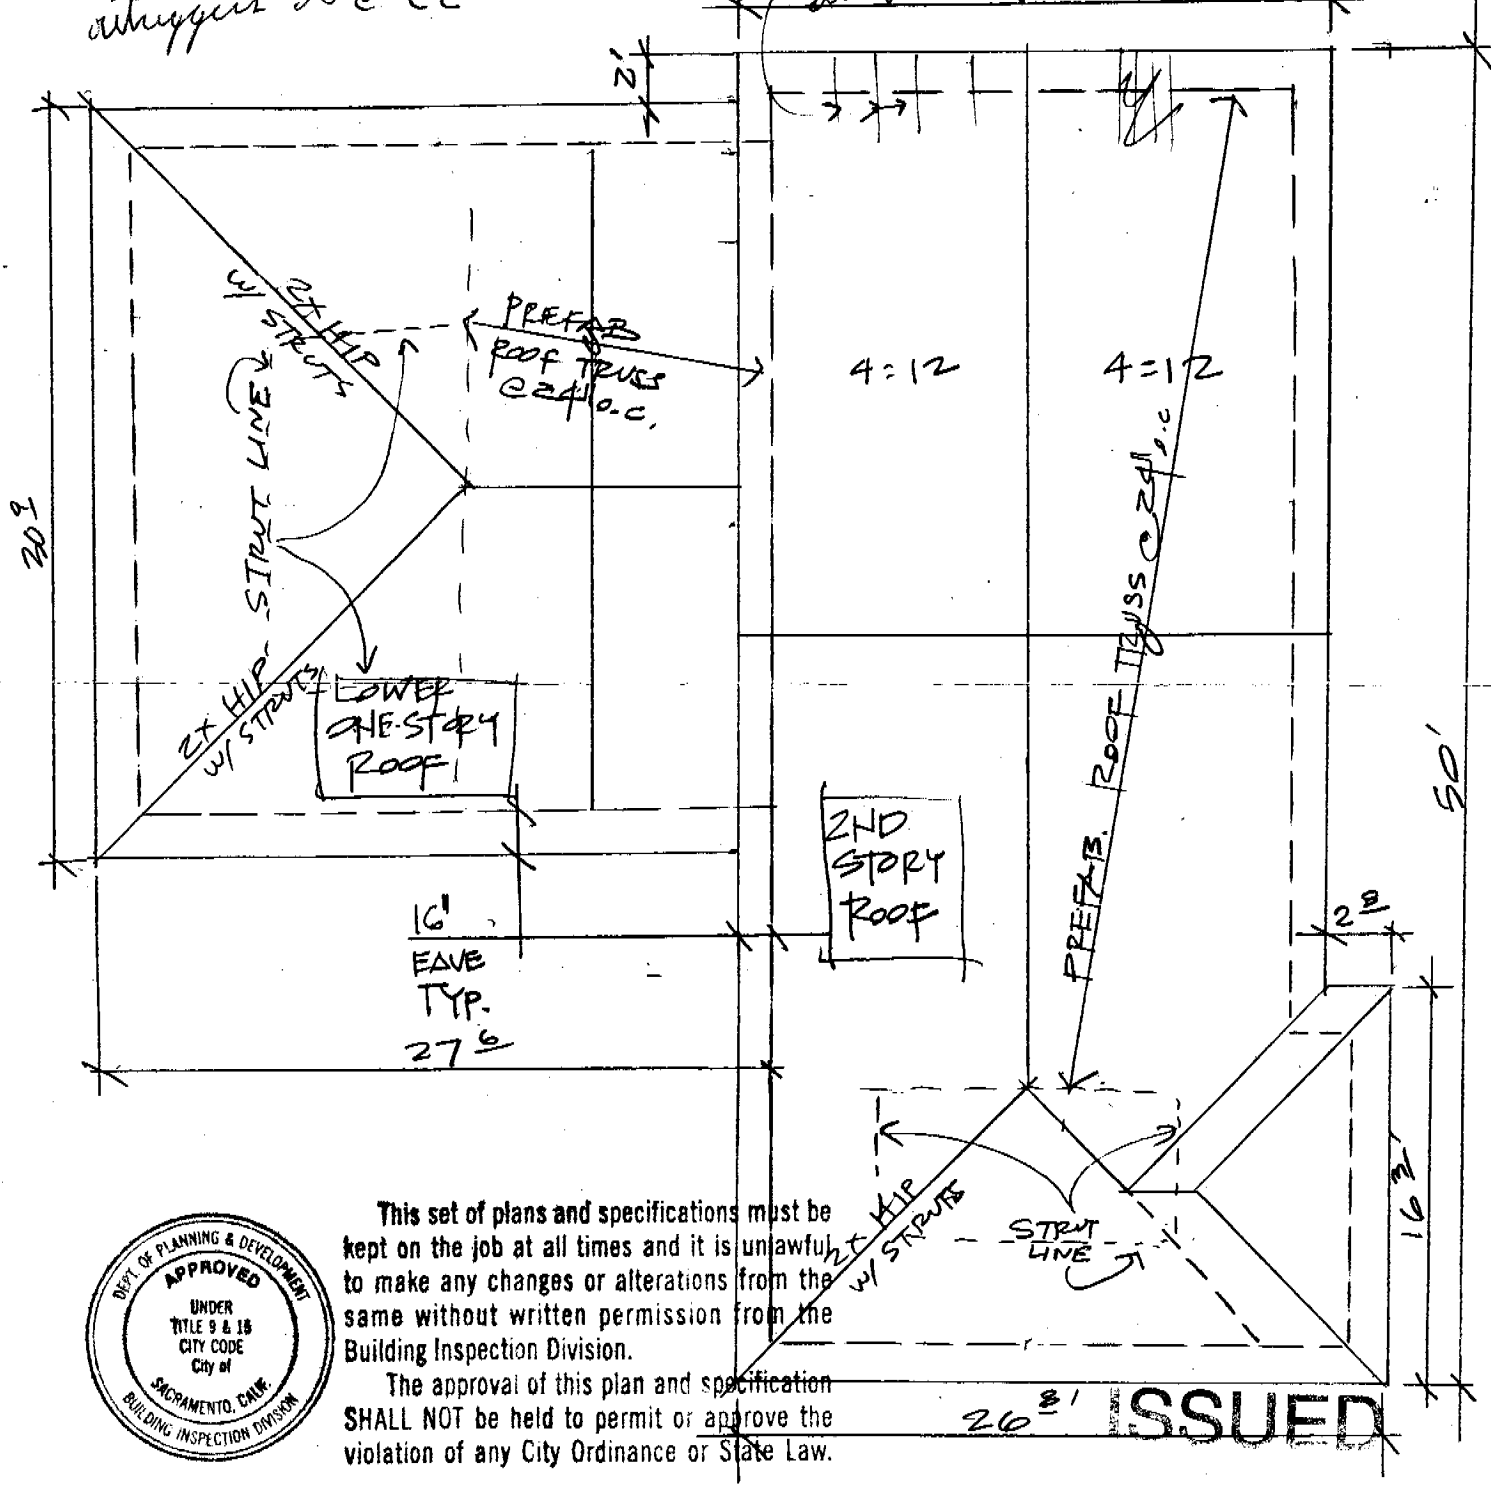 2'
PREFAB
ROOF TRUSS
@ 24" o.c.
4=12
4=12
2x HIP
w/ STRUTS
STRUT LINE
30 9
PREFAB. ROOF TRUSS @ 24" o.c
2x HIP
w/ STRUTS
LOWER
ONE-STORY
ROOF
50'
2ND
STORY
ROOF
16"
EAVE
TYP.
27 6
2 8
2x HIP
w/ STRUTS
STRUT
LINE
16 3'
DEP'T. OF PLANNING & DEVELOPMENT
APPROVED
UNDER
TITLE 9 & 15
CITY CODE
City of
SACRAMENTO, CALIF.
BUILDING INSPECTION DIVISION
This set of plans and specifications must be
kept on the job at all times and it is unlawful
to make any changes or alterations from the
same without written permission from the
Building Inspection Division.
The approval of this plan and specification
SHALL NOT be held to permit or approve the
violation of any City Ordinance or State Law.
26 8'
ISSUED